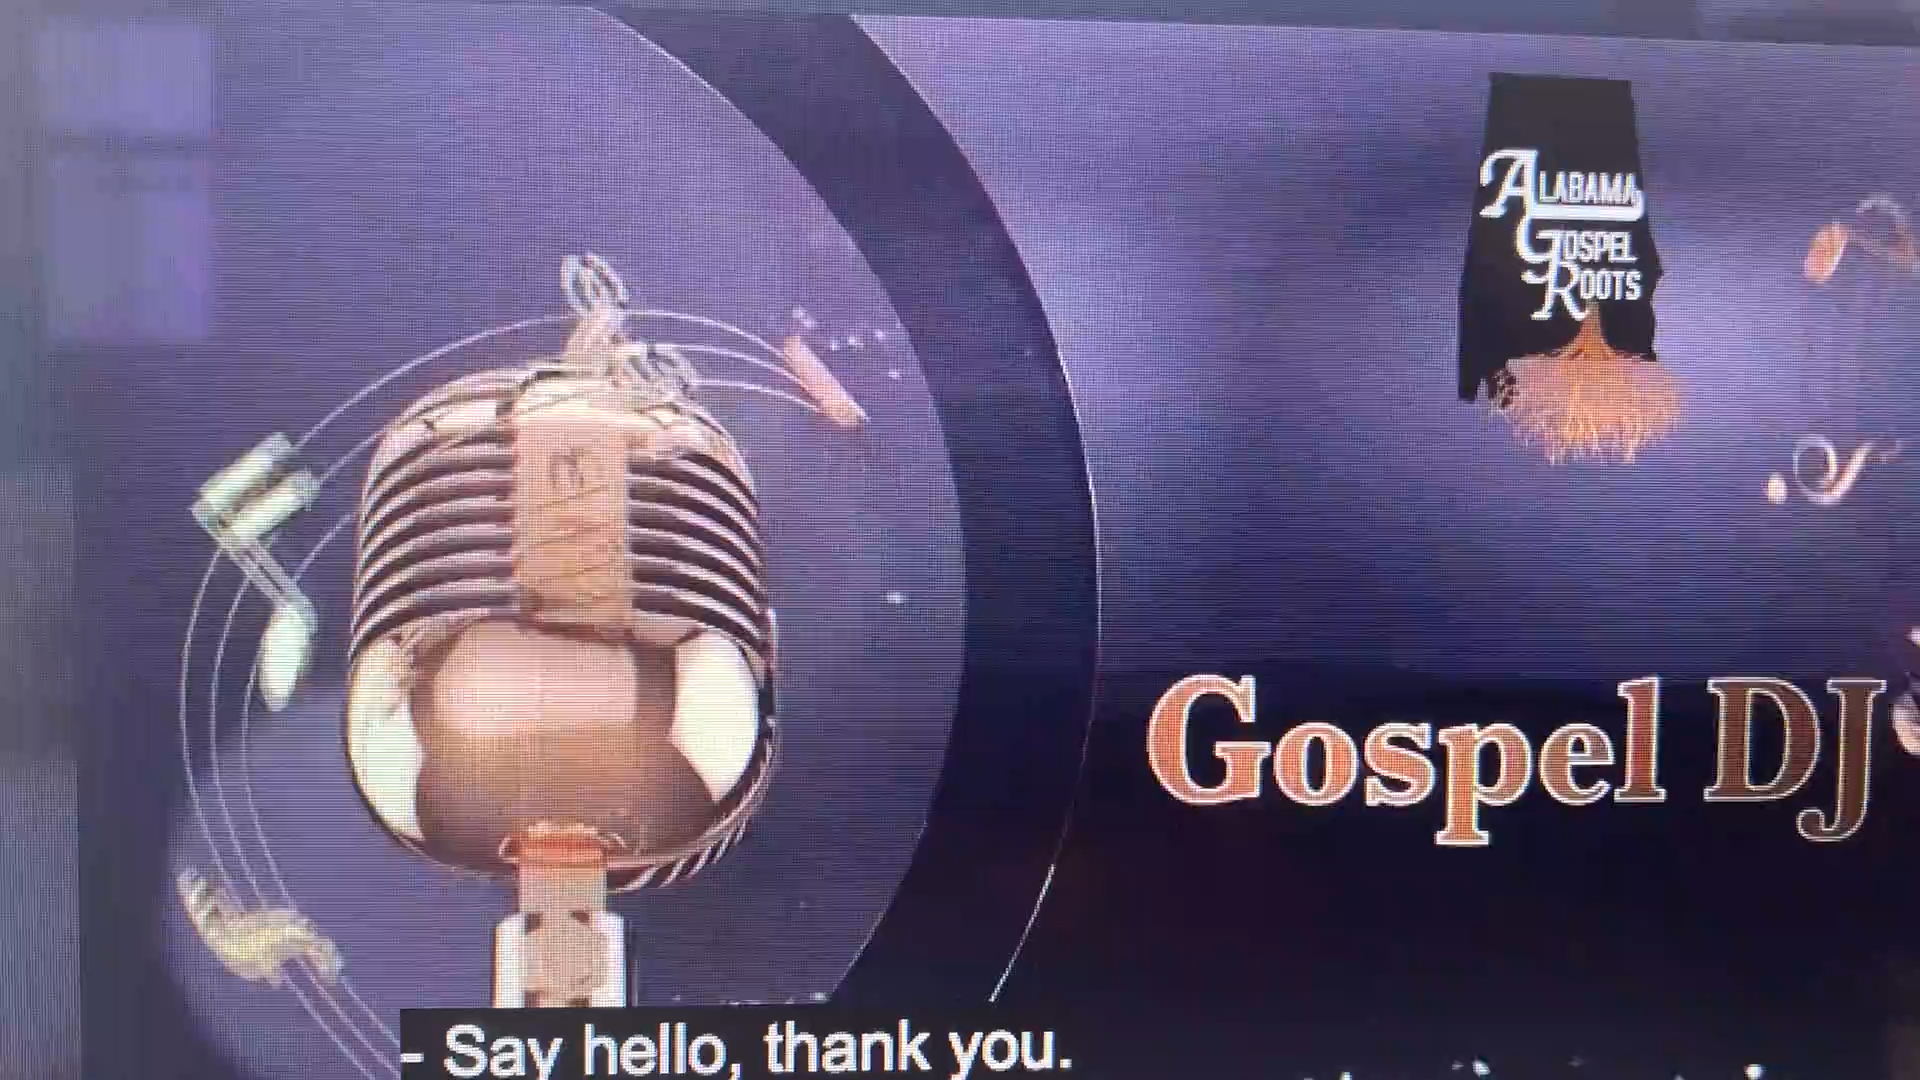 ALABAMA
GOSPEL
ROOTS
Gospel DJ
- Say hello, thank you.